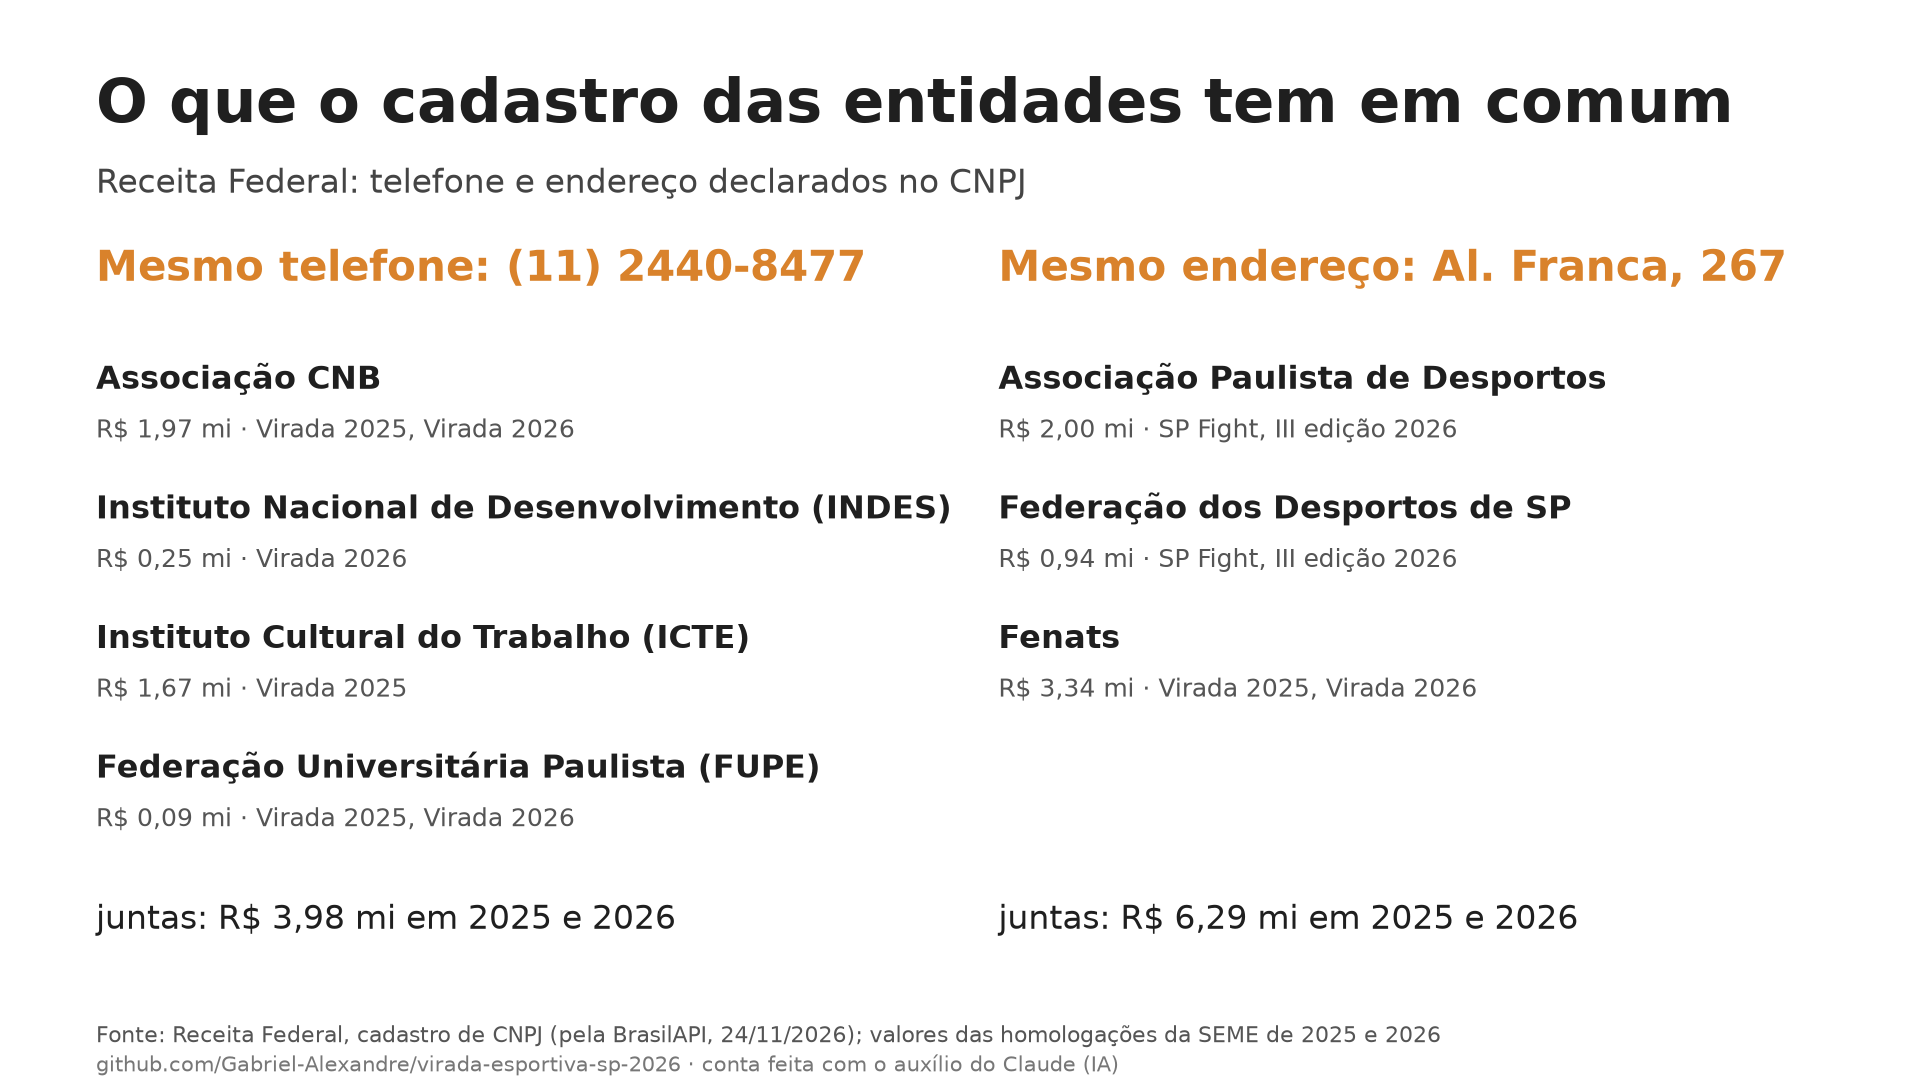 O que o cadastro das entidades tem em comum
Receita Federal: telefone e endereço declarados no CNPJ
Mesmo telefone: (11) 2440-8477
Associação CNB
R$ 1,97 mi · Virada 2025, Virada 2026
Instituto Nacional de Desenvolvimento (INDES)
R$ 0,25 mi · Virada 2026
Instituto Cultural do Trabalho (ICTE)
R$ 1,67 mi · Virada 2025
Federação Universitária Paulista (FUPE)
R$ 0,09 mi · Virada 2025, Virada 2026
juntas: R$ 3,98 mi em 2025 e 2026
Mesmo endereço: Al. Franca, 267
Associação Paulista de Desportos
R$ 2,00 mi · SP Fight, III edição 2026
Federação dos Desportos de SP
R$ 0,94 mi · SP Fight, III edição 2026
Fenats
R$ 3,34 mi · Virada 2025, Virada 2026
juntas: R$ 6,29 mi em 2025 e 2026
Fonte: Receita Federal, cadastro de CNPJ (pela BrasilAPI, 24/11/2026); valores das homologações da SEME de 2025 e 2026
github.com/Gabriel-Alexandre/virada-esportiva-sp-2026 · conta feita com o auxílio do Claude (IA)